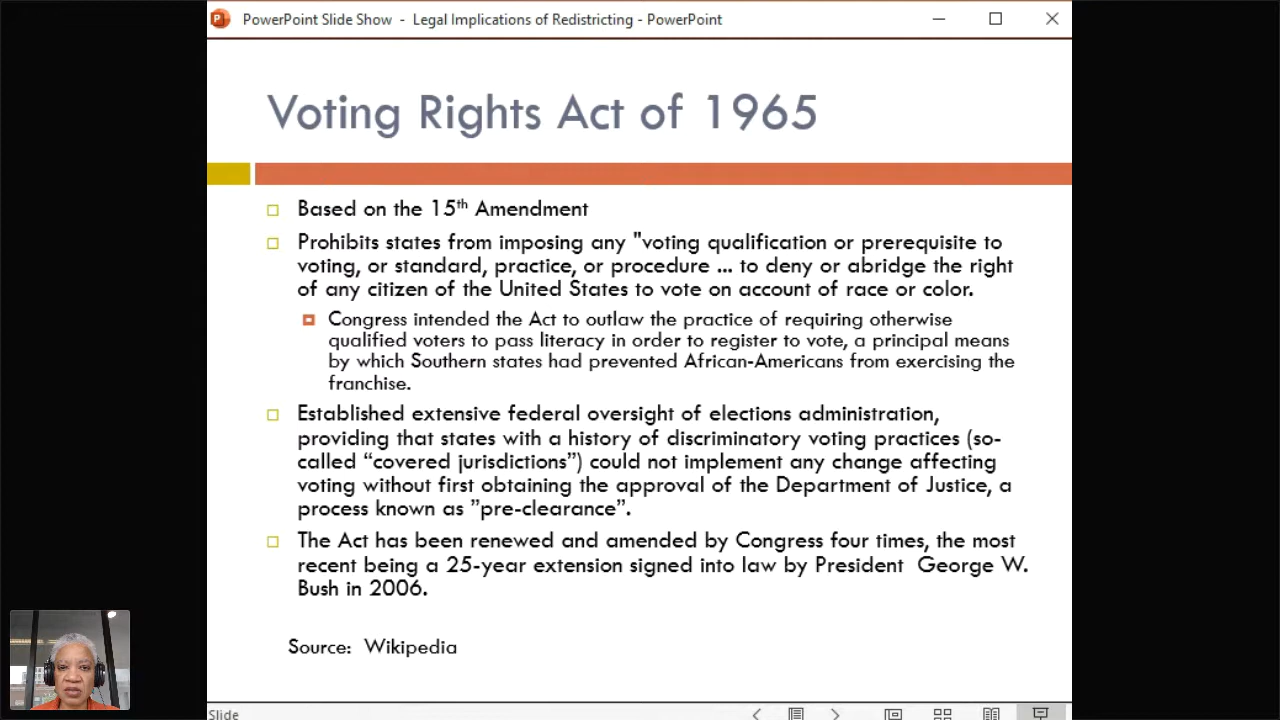 PowerPoint Slide Show - Legal Implications of Redistricting - PowerPoint
Voting Rights Act of 1965
Based on the 15th Amendment
Prohibits states from imposing any "voting qualification or prerequisite to
voting, or standard, practice, or procedure ... to deny or abridge the right
of any citizen of the United States to vote on account of race or color.
Congress intended the Act to outlaw the practice of requiring otherwise
qualified voters to pass literacy in order to register to vote, a principal means
by which Southern states had prevented African-Americans from exercising the
franchise.
Established extensive federal oversight of elections administration,
providing that states with a history of discriminatory voting practices (so-
called “covered jurisdictions”) could not implement any change affecting
voting without first obtaining the approval of the Department of Justice, a
process known as ”pre-clearance”.
The Act has been renewed and amended by Congress four times, the most
recent being a 25-year extension signed into law by President George W.
Bush in 2006.
Source: Wikipedia
Slide